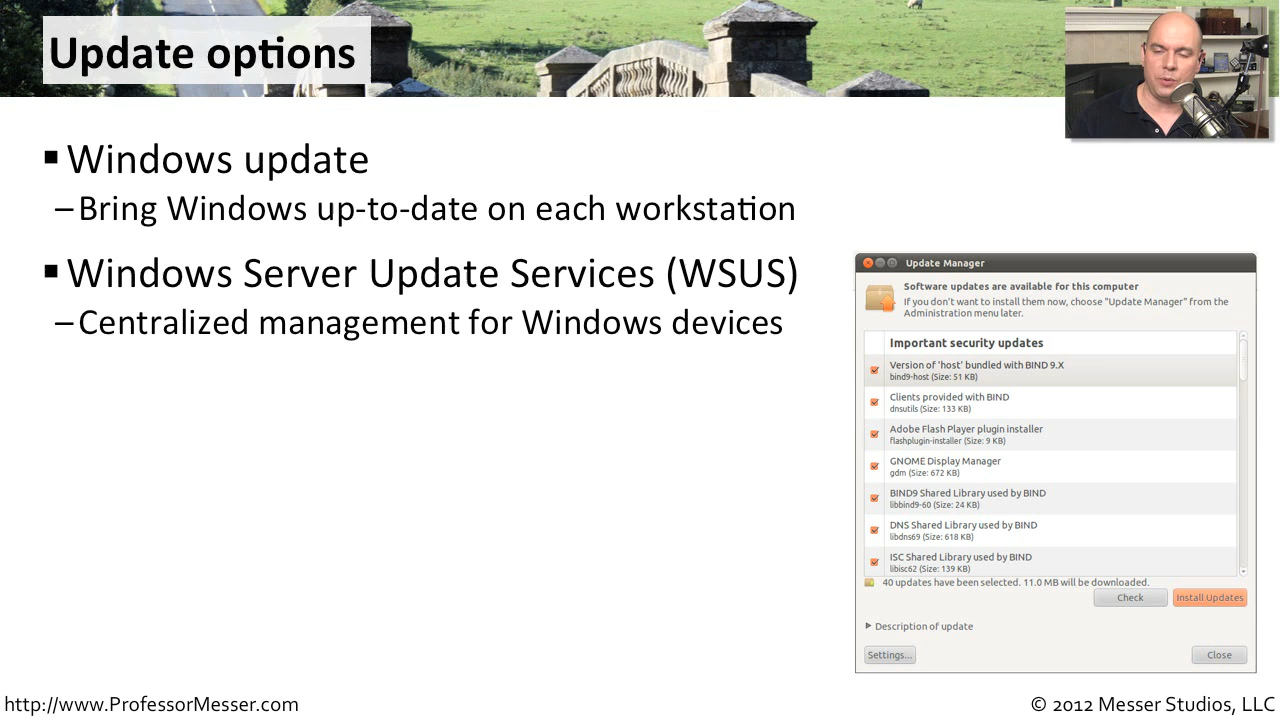 Update options
▪ Windows update
– Bring Windows up-to-date on each workstation
▪ Windows Server Update Services (WSUS)
– Centralized management for Windows devices
Update Manager
Software updates are available for this computer
If you don't want to install them now, choose "Update Manager" from the
Administration menu later.
Important security updates
Version of 'host' bundled with BIND 9.X
bind9-host (Size: 51 KB)
Clients provided with BIND
dnsutils (Size: 133 KB)
Adobe Flash Player plugin installer
flashplugin-installer (Size: 9 KB)
GNOME Display Manager
gdm (Size: 672 KB)
BIND9 Shared Library used by BIND
libbind9-60 (Size: 24 KB)
DNS Shared Library used by BIND
libdns69 (Size: 618 KB)
ISC Shared Library used by BIND
libisc62 (Size: 139 KB)
40 updates have been selected. 11.0 MB will be downloaded.
Check
Install Updates
Description of update
Settings...
Close
http://www.ProfessorMesser.com
© 2012 Messer Studios, LLC